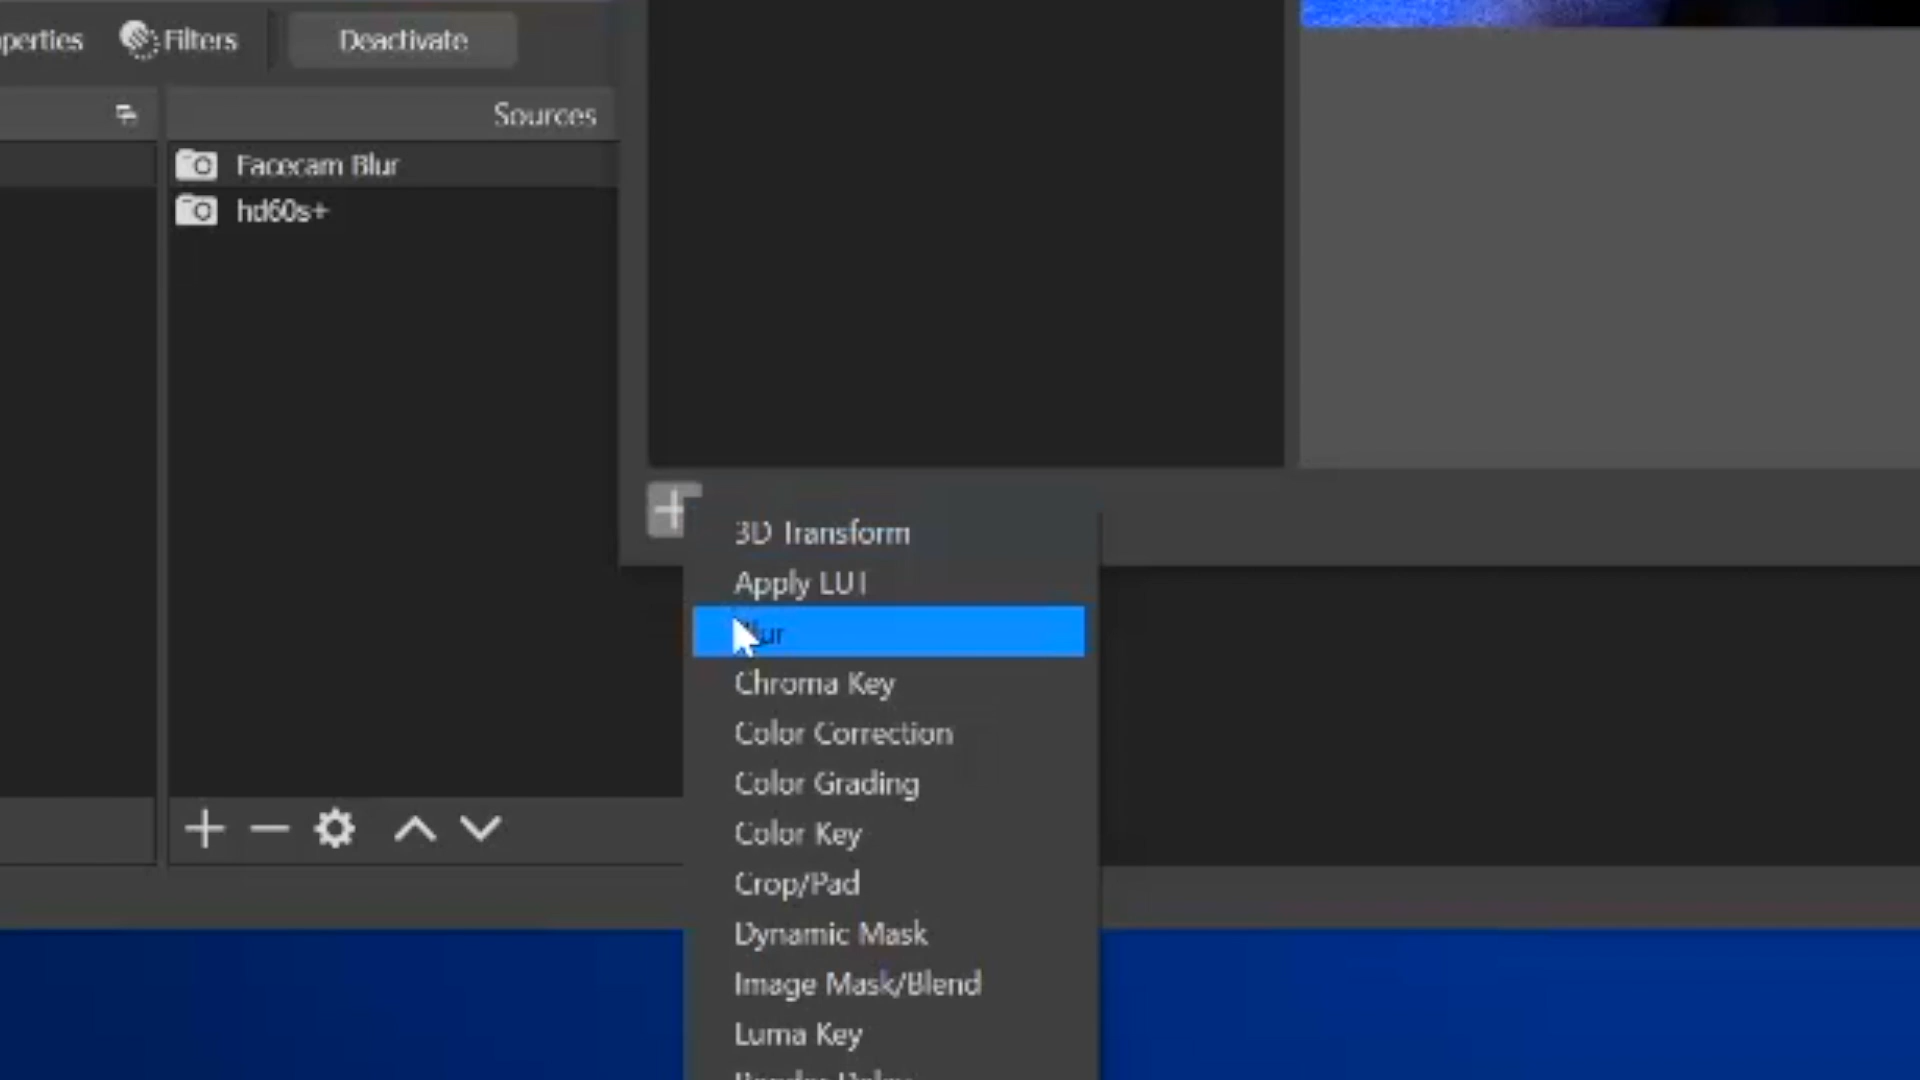 Filters
Deactivate
Sources
Facecam Blur
hd60s+
3D Transform
Apply LUT
Chroma Key
Color Correction
Color Grading
Color Key
Crop/Pad
Dynamic Mask
Image Mask/Blend
Luma Key